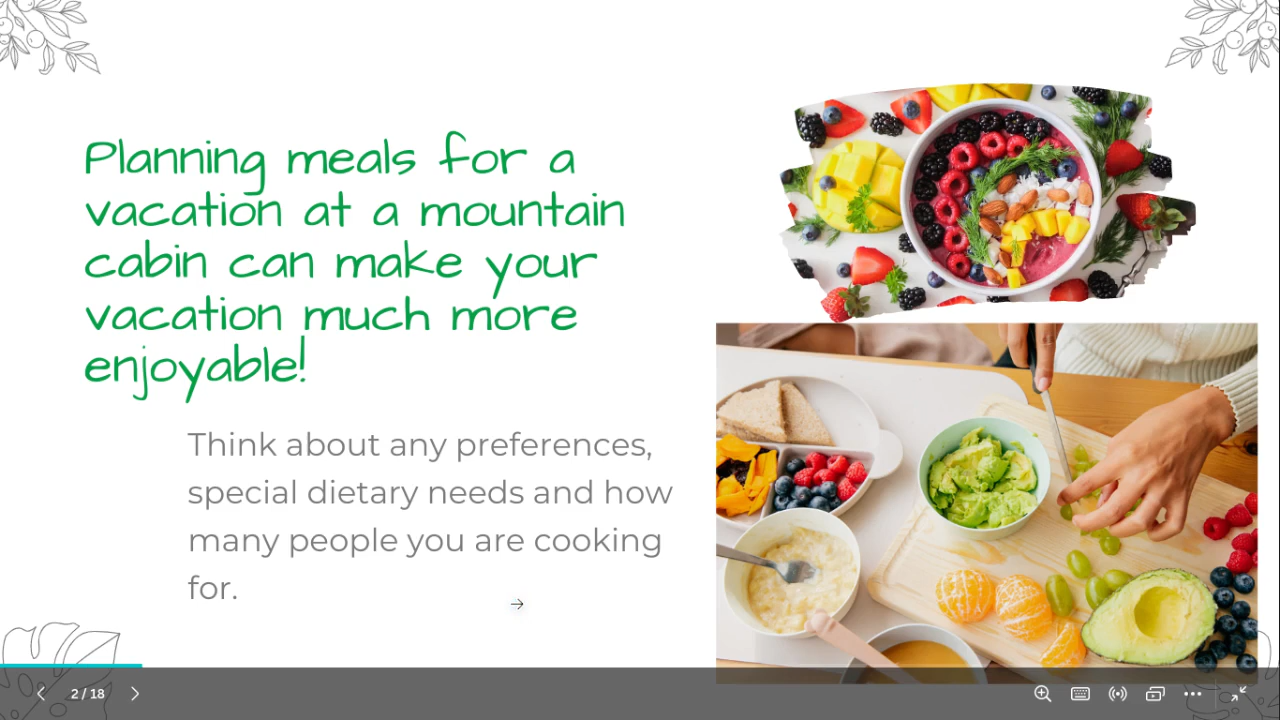 Planning meals for a
vacation at a mountain
cabin can make your
vacation much more
enjoyable!
Think about any preferences,
special dietary needs and how
many people you are cooking
for.
2 / 18